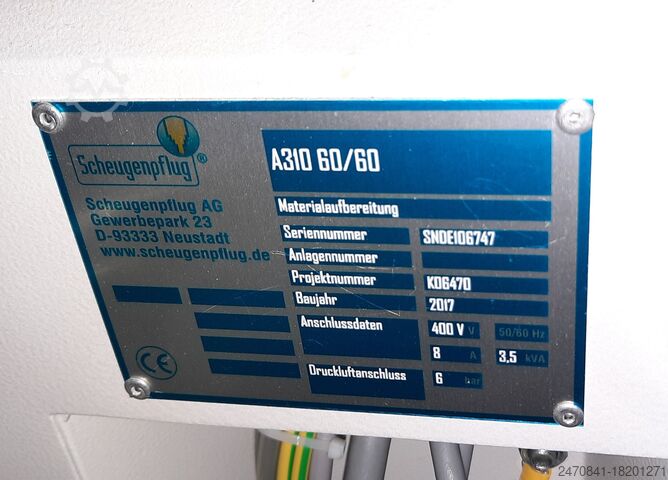 Scheugenpflug®
Scheugenpflug AG
Gewerbepark 23
D-93333 Neustadt
www.scheugenpflug.de
CE
A310 60/60
Materialaufbereitung
Seriennummer SNDE106747
Anlagennummer
Projektnummer K06470
Baujahr 2017
Anschlussdaten 400 V V 50/60 Hz
8 A 3,5 kVA
Druckluftanschluss 6 bar
2470841-18201271